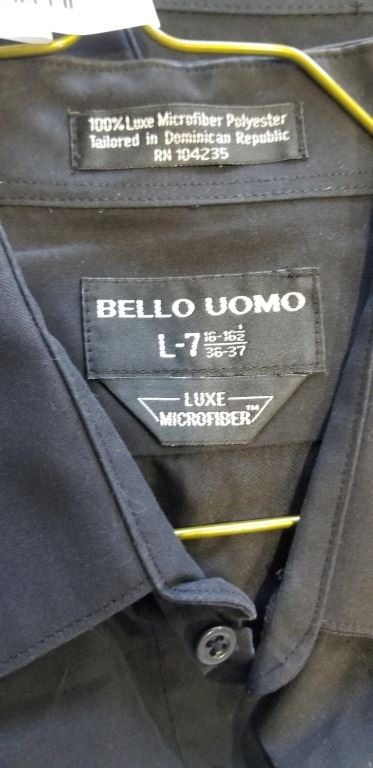 100% Luxe Microfiber Polyester
Tailored in Dominican Republic
RN 104235
BELLO UOMO
L-7 16-16½
36-37
LUXE
MICROFIBER™